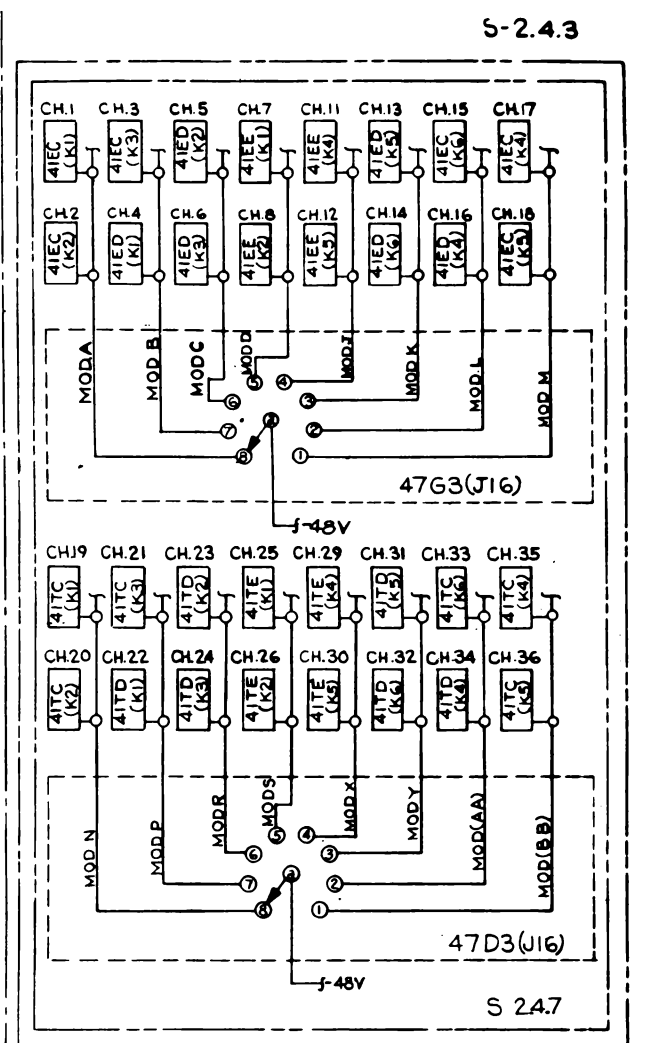 S-2.4.3
CH.1 CH.3 CH.5 CH.7 CH.11 CH.13 CH.15 CH.17
41EC (K1) 41EC (K3) 41ED (K2) 41EE (K1) 41EE (K4) 41ED (K5) 41EC (K6) 41EC (K4)
CH.2 CH.4 CH.6 CH.8 CH.12 CH.14 CH.16 CH.18
41EC (K2) 41ED (K1) 41ED (K3) 41EE (K2) 41EE (K5) 41ED (K6) 41ED (K4) 41EC (K5)
MOD.A MOD B MOD C MOD D MOD J MOD K MOD.L MOD M
5 4
6 3
7 2
8 1
47G3(J16)
-48V
CH.19 CH.21 CH.23 CH.25 CH.29 CH.31 CH.33 CH.35
41TC (K1) 41TC (K3) 41TD (K2) 41TE (K1) 41TE (K4) 41TD (K5) 41TC (K6) 41TC (K4)
CH.20 CH.22 CH.24 CH.26 CH.30 CH.32 CH.34 CH.36
41TC (K2) 41TD (K1) 41TD (K3) 41TE (K2) 41TE (K5) 41TD (K6) 41TD (K4) 41TC (K5)
MOD N MOD P MOD R MOD S MOD X MOD Y MOD(AA) MOD(BB)
5 4
6 3
7 2
8 1
47D3(J16)
-48V
S 2.4.7